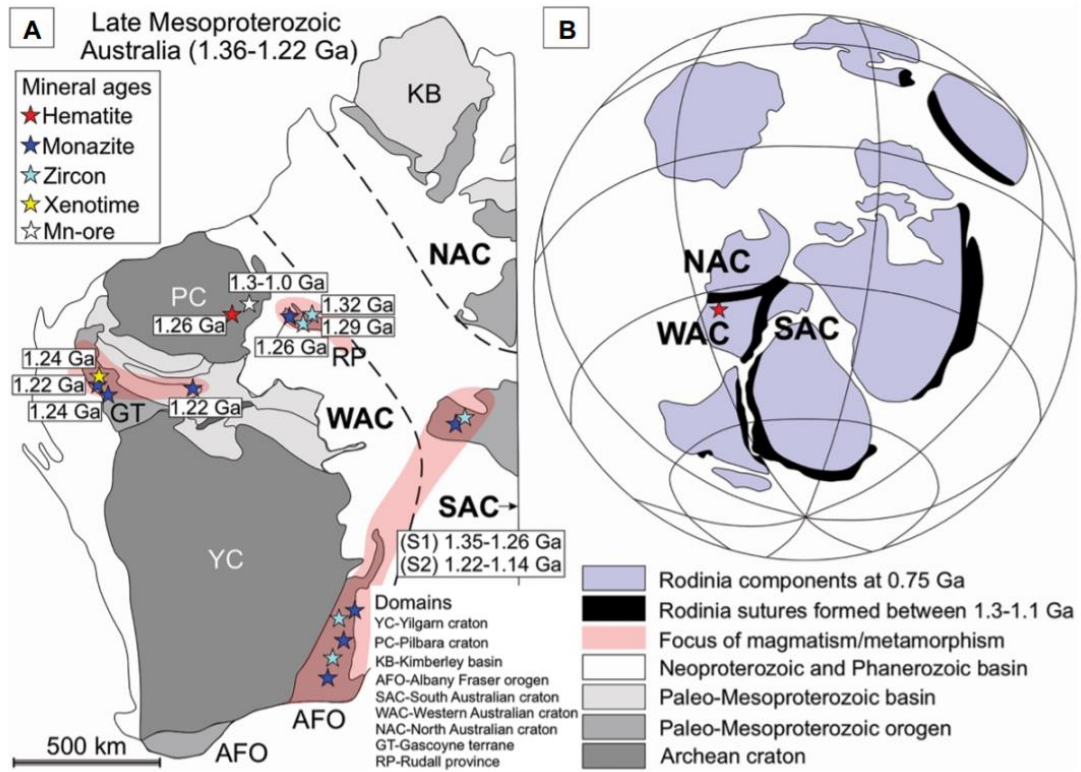 A
Late Mesoproterozoic
Australia (1.36-1.22 Ga)
Mineral ages
Hematite
Monazite
Zircon
Xenotime
Mn-ore
KB
NAC
PC
1.3-1.0 Ga
1.26 Ga
1.32 Ga
1.29 Ga
1.26 Ga
RP
1.24 Ga
1.22 Ga
1.24 Ga
GT
1.22 Ga
WAC
SAC
YC
(S1) 1.35-1.26 Ga
(S2) 1.22-1.14 Ga
Domains
YC-Yilgarn craton
PC-Pilbara craton
KB-Kimberley basin
AFO-Albany Fraser orogen
SAC-South Australian craton
WAC-Western Australian craton
NAC-North Australian craton
GT-Gascoyne terrane
RP-Rudall province
AFO
AFO
500 km
B
NAC
WAC
SAC
Rodinia components at 0.75 Ga
Rodinia sutures formed between 1.3-1.1 Ga
Focus of magmatism/metamorphism
Neoproterozoic and Phanerozoic basin
Paleo-Mesoproterozoic basin
Paleo-Mesoproterozoic orogen
Archean craton